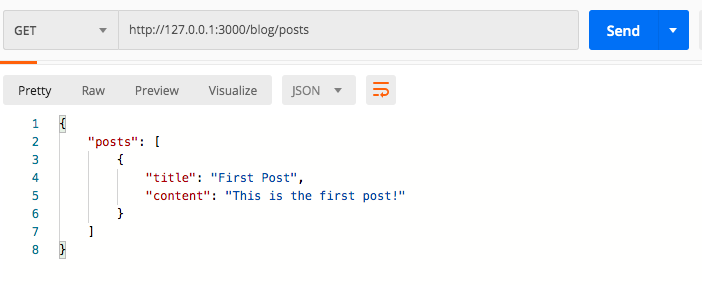 GET http://127.0.0.1:3000/blog/posts Send
Pretty Raw Preview Visualize JSON
1 {
2 "posts": [
3 {
4 "title": "First Post",
5 "content": "This is the first post!"
6 }
7 ]
8 }